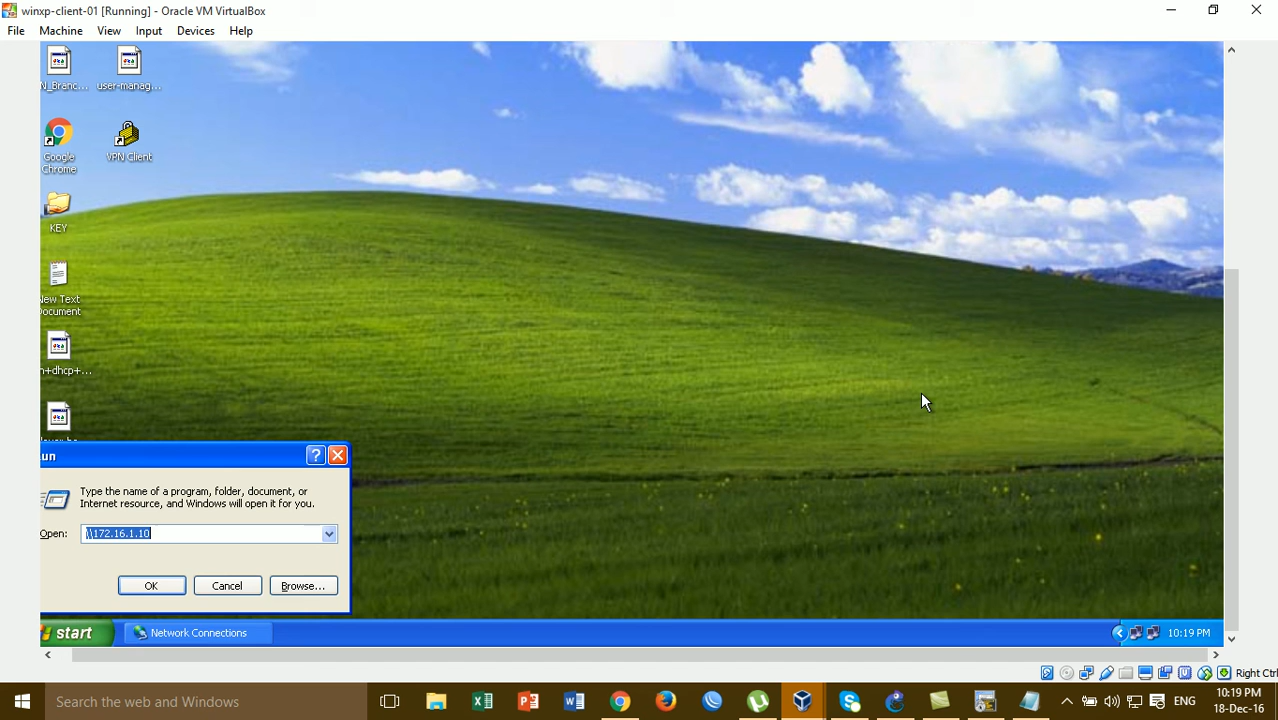 winxp-client-01 [Running] - Oracle VM VirtualBox
File Machine View Input Devices Help
N_Branc... user-manag...
Google Chrome
VPN Client
KEY
New Text Document
n+dhcp+...
un
Type the name of a program, folder, document, or
Internet resource, and Windows will open it for you.
Open: \\172.16.1.10
OK Cancel Browse...
start Network Connections 10:19 PM
Right Ctrl
Search the web and Windows
ENG
10:19 PM
18-Dec-16